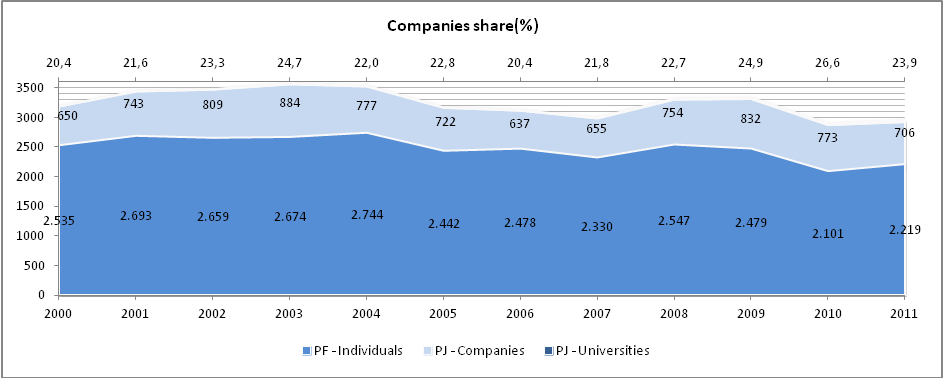 Companies share(%)
20,4 21,6 23,3 24,7 22,0 22,8 20,4 21,8 22,7 24,9 26,6 23,9
3500
3000
2500
2000
1500
1000
500
0
650 743 809 884 777 722 637 655 754 832 773 706
2.535 2.693 2.659 2.674 2.744 2.442 2.478 2.330 2.547 2.479 2.101 2.219
2000 2001 2002 2003 2004 2005 2006 2007 2008 2009 2010 2011
PF - Individuals PJ - Companies PJ - Universities